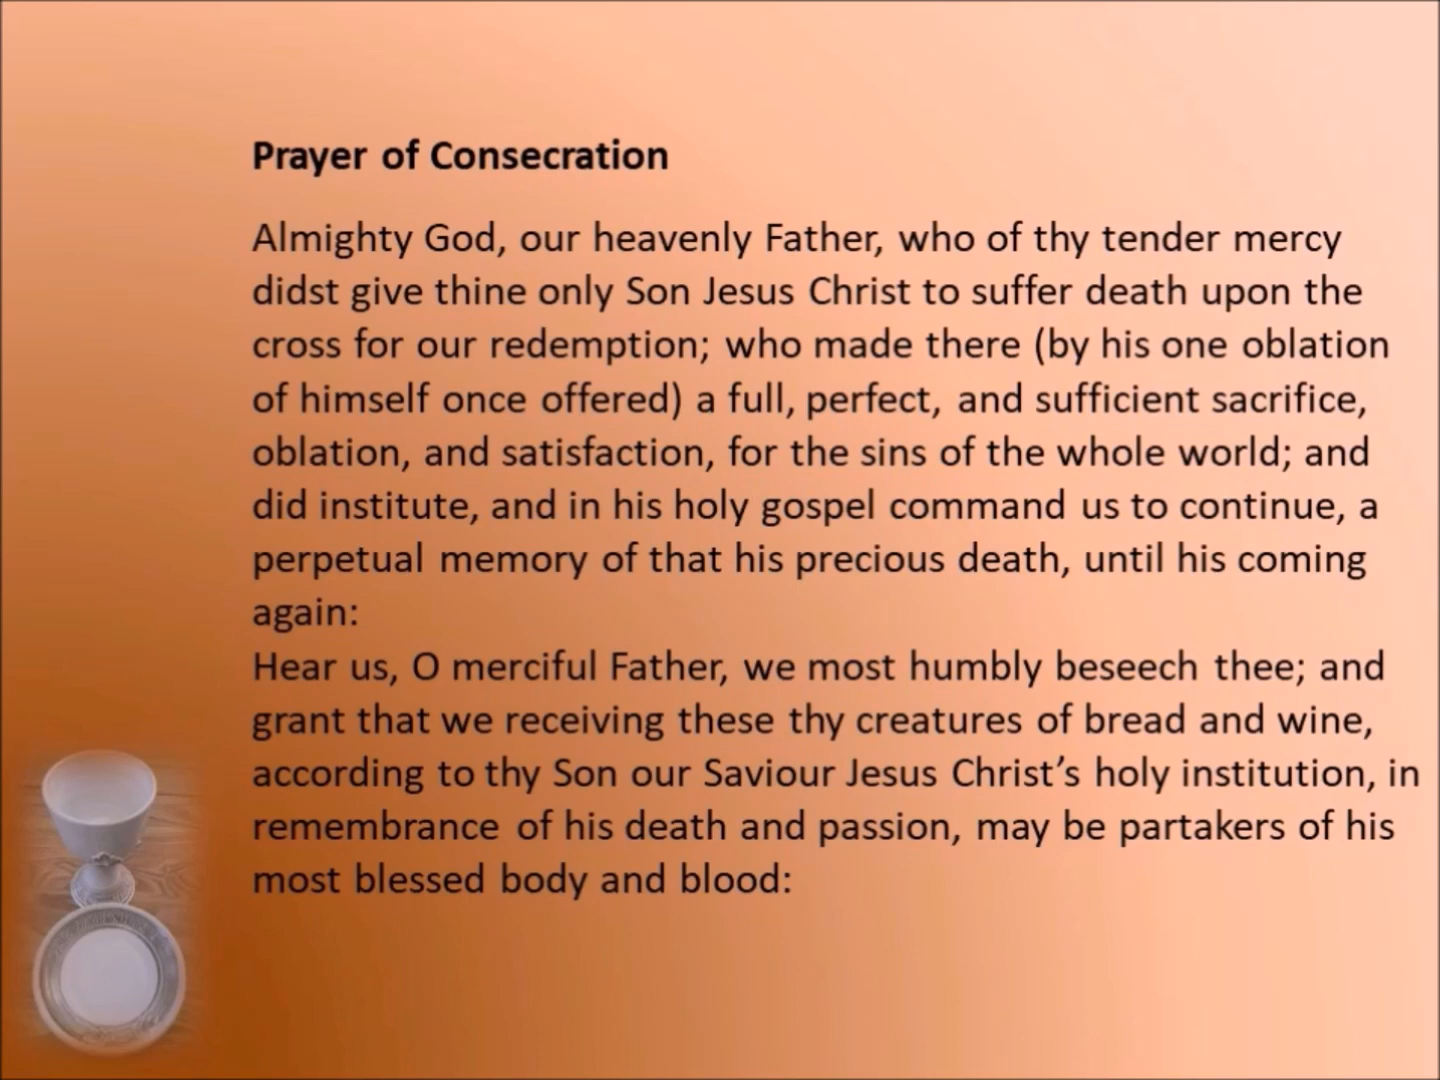 Prayer of Consecration
Almighty God, our heavenly Father, who of thy tender mercy
didst give thine only Son Jesus Christ to suffer death upon the
cross for our redemption; who made there (by his one oblation
of himself once offered) a full, perfect, and sufficient sacrifice,
oblation, and satisfaction, for the sins of the whole world; and
did institute, and in his holy gospel command us to continue, a
perpetual memory of that his precious death, until his coming
again:
Hear us, O merciful Father, we most humbly beseech thee; and
grant that we receiving these thy creatures of bread and wine,
according to thy Son our Saviour Jesus Christ’s holy institution, in
remembrance of his death and passion, may be partakers of his
most blessed body and blood: